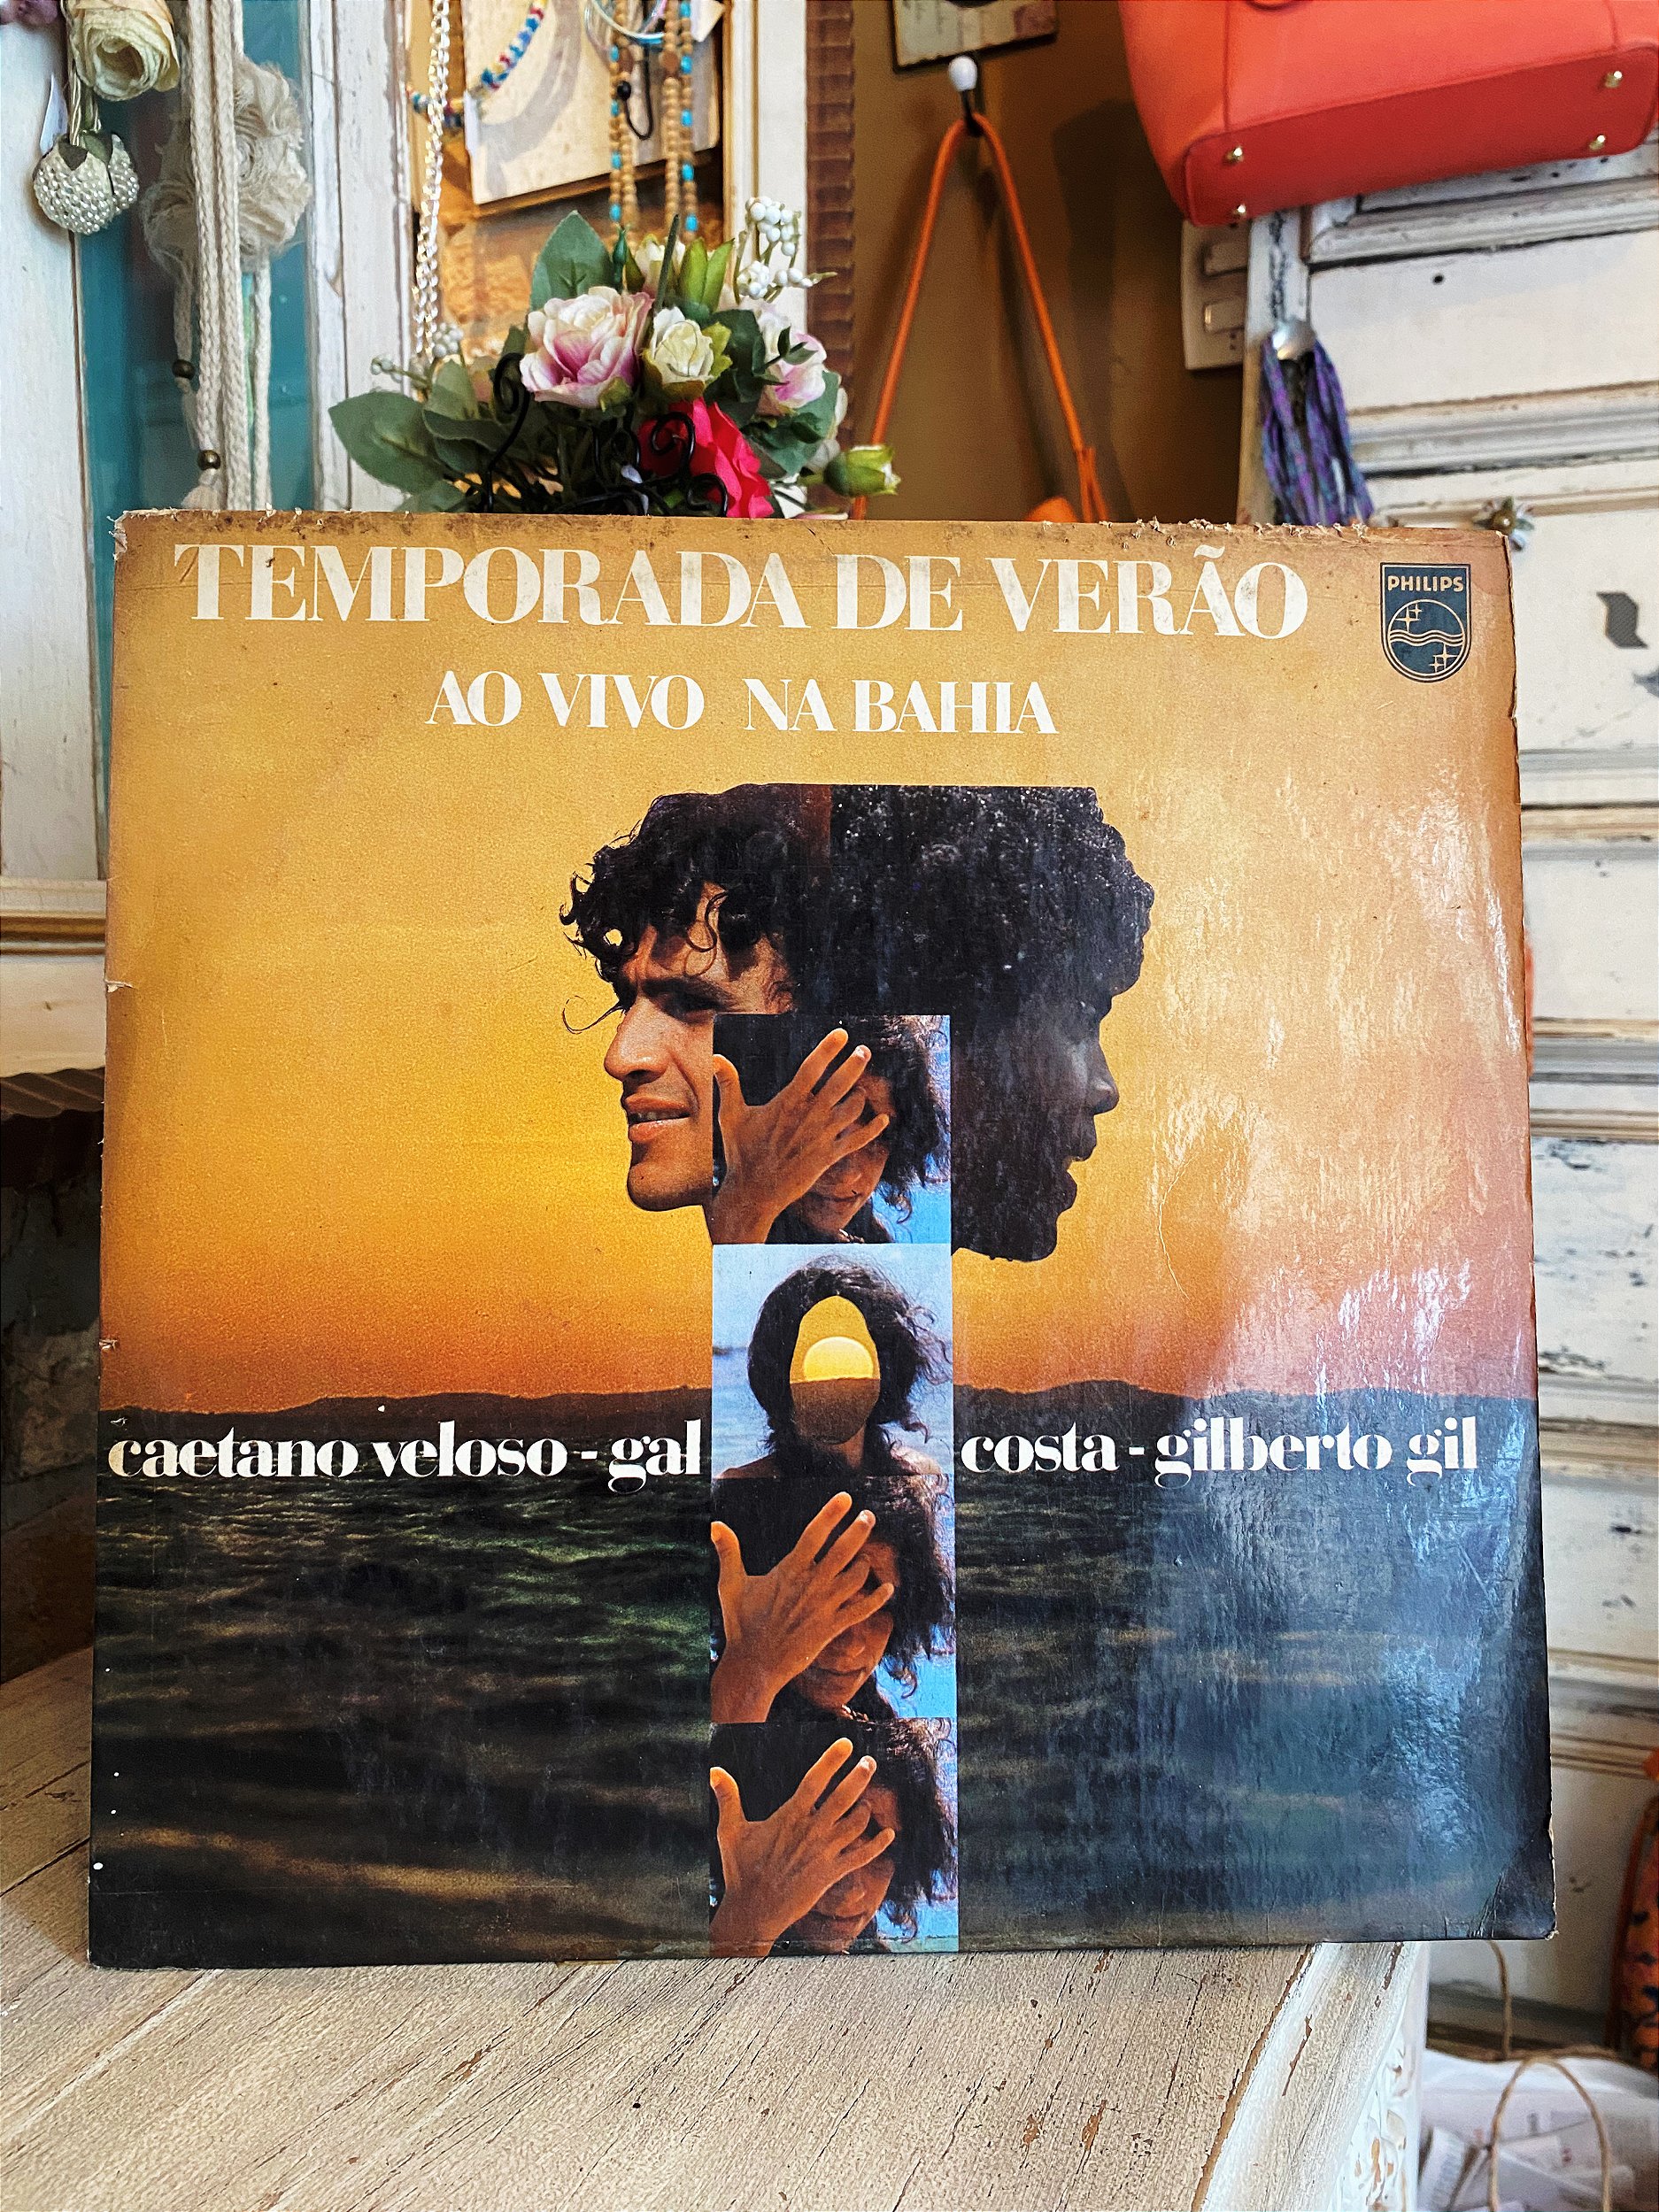 TEMPORADA DE VERÃO
PHILIPS
AO VIVO NA BAHIA
caetano veloso - gal costa - gilberto gil